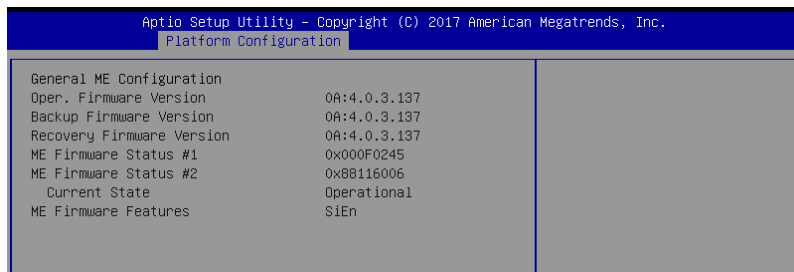 Aptio Setup Utility – Copyright (C) 2017 American Megatrends, Inc.
Platform Configuration
General ME Configuration
Oper. Firmware Version 0A:4.0.3.137
Backup Firmware Version 0A:4.0.3.137
Recovery Firmware Version 0A:4.0.3.137
ME Firmware Status #1 0x000F0245
ME Firmware Status #2 0x88116006
Current State Operational
ME Firmware Features SiEn